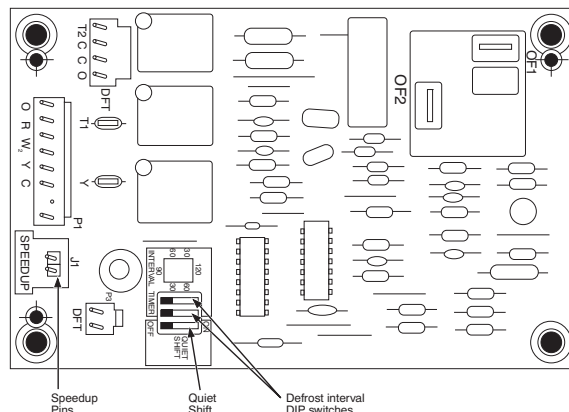 T2 C C O
DFT
T1
Y
O R W2 Y C
P1
OF1
OF2
SPEEDUP
J1
P3
DFT
INTERVAL TIMER
30
60
120
90
30
60
ON
OFF
QUIET
SHIFT
Speedup
Pins
Quiet
Shift
Defrost interval
DIP switches